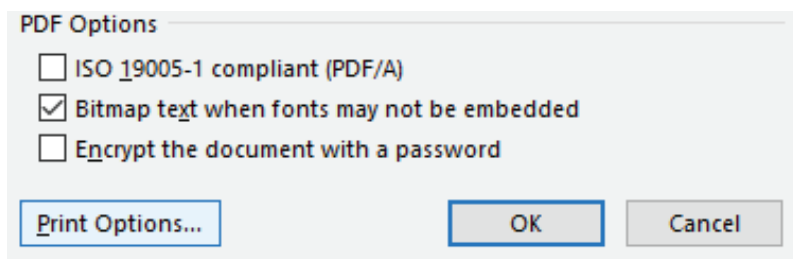 PDF Options
ISO 19005-1 compliant (PDF/A)
Bitmap text when fonts may not be embedded
Encrypt the document with a password
Print Options... OK Cancel